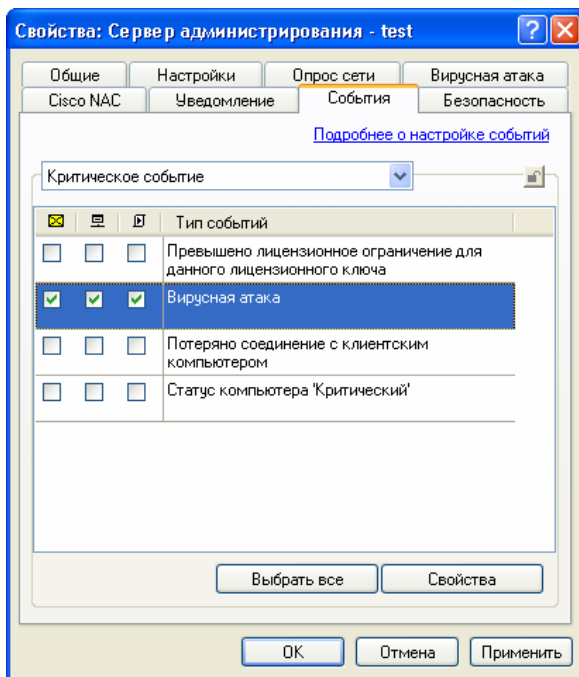 Свойства: Сервер администрирования - test
Общие Настройки Опрос сети Вирусная атака
Cisco NAC Уведомление События Безопасность
Подробнее о настройке событий
Критическое событие
Тип событий
Превышено лицензионное ограничение для
данного лицензионного ключа
Вирусная атака
Потеряно соединение с клиентским
компьютером
Статус компьютера 'Критический'
Выбрать все Свойства
OK Отмена Применить